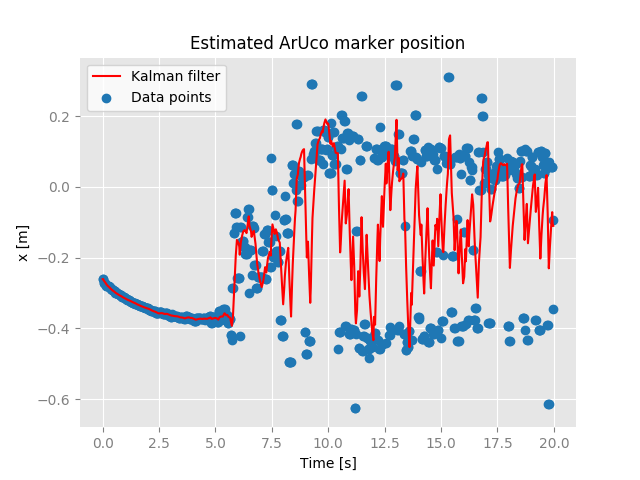 Estimated ArUco marker position
Kalman filter
Data points
0.2
0.0
−0.2
−0.4
−0.6
x [m]
0.0 2.5 5.0 7.5 10.0 12.5 15.0 17.5 20.0
Time [s]